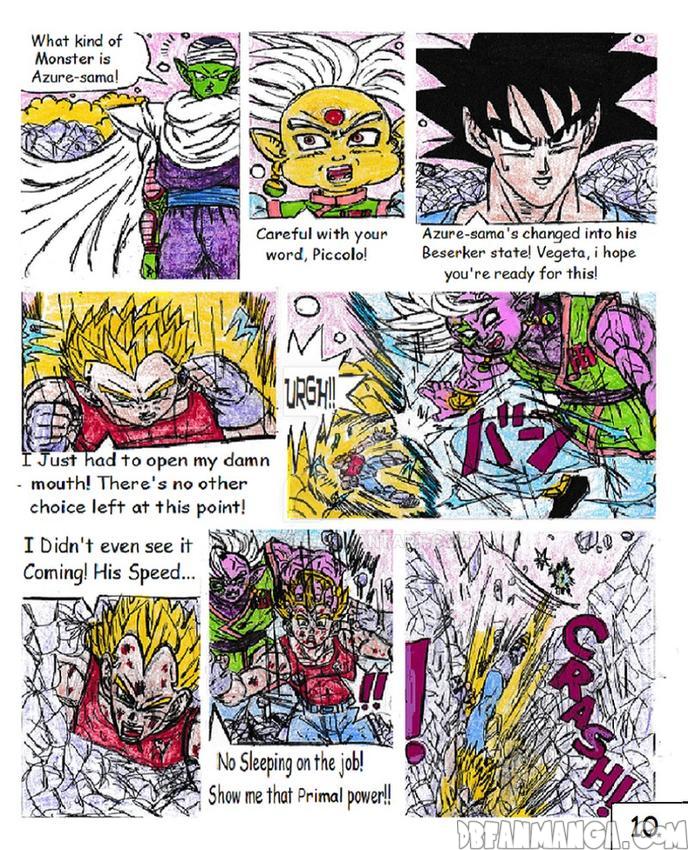 What kind of
Monster is
Azure-sama!
Careful with your
word, Piccolo!
Azure-sama's changed into his
Beserker state! Vegeta, i hope
you're ready for this!
I Just had to open my damn
mouth! There's no other
choice left at this point!
URGH!!
バーン
I Didn't even see it
Coming! His Speed...
!!
No Sleeping on the job!
Show me that Primal power!!
!
CRASH!
10
DBFANMANGA.COM